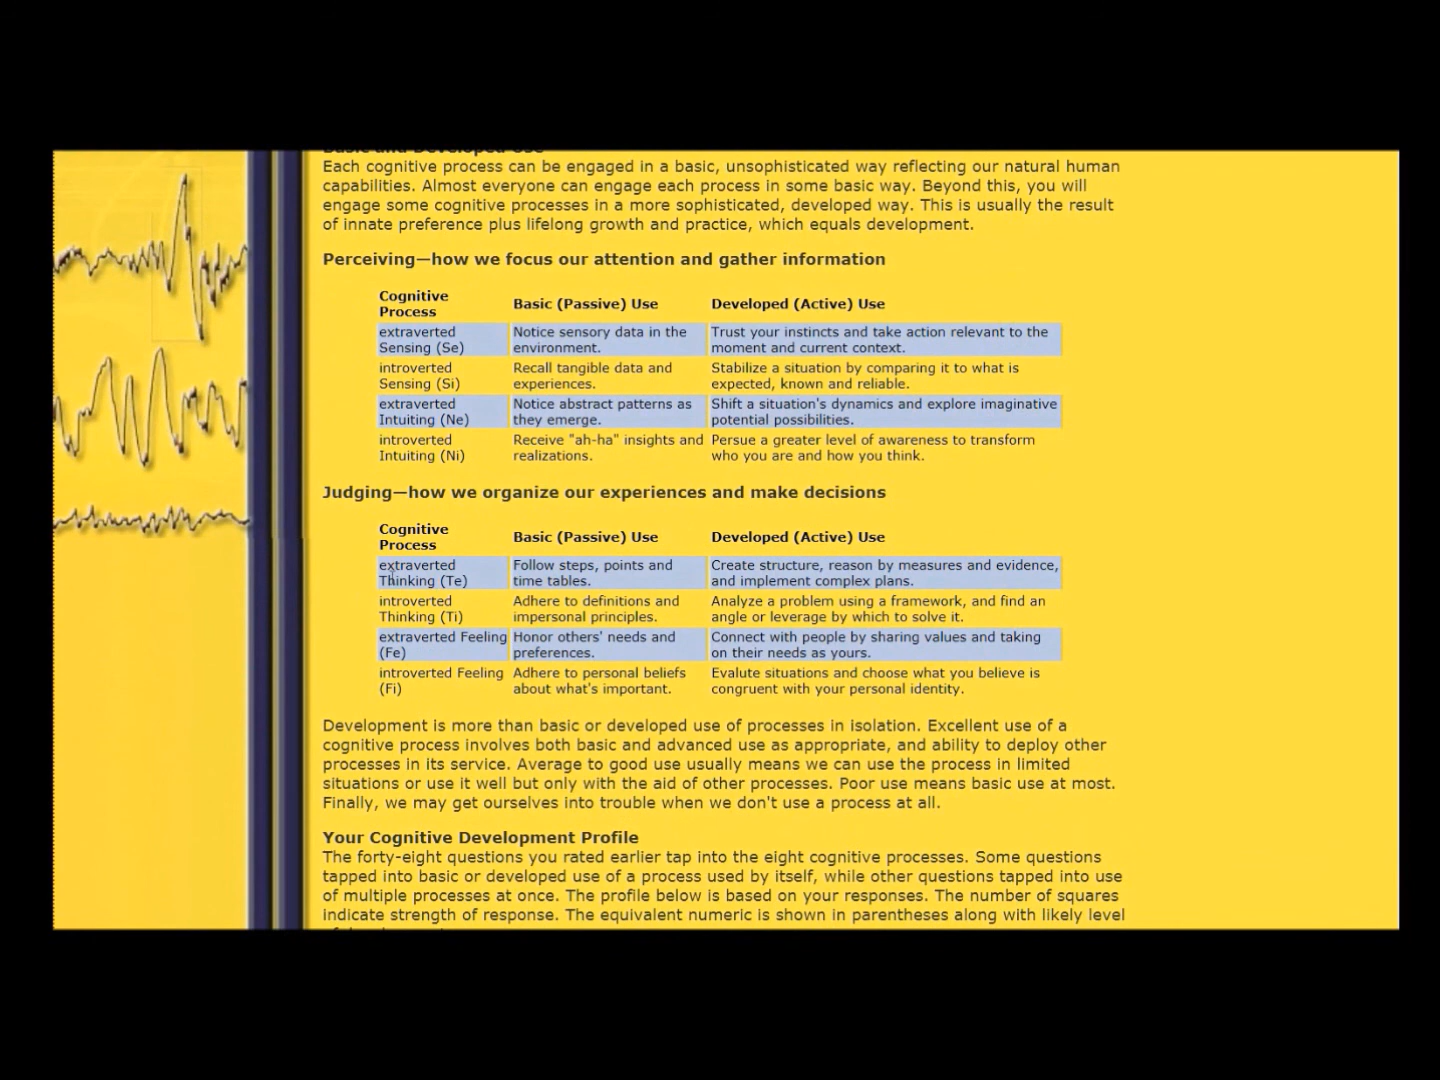 Basic and Developed Use
Each cognitive process can be engaged in a basic, unsophisticated way reflecting our natural human
capabilities. Almost everyone can engage each process in some basic way. Beyond this, you will
engage some cognitive processes in a more sophisticated, developed way. This is usually the result
of innate preference plus lifelong growth and practice, which equals development.
Perceiving—how we focus our attention and gather information
Cognitive
Process
Basic (Passive) Use
Developed (Active) Use
extraverted
Sensing (Se)
Notice sensory data in the
environment.
Trust your instincts and take action relevant to the
moment and current context.
introverted
Sensing (Si)
Recall tangible data and
experiences.
Stabilize a situation by comparing it to what is
expected, known and reliable.
extraverted
Intuiting (Ne)
Notice abstract patterns as
they emerge.
Shift a situation's dynamics and explore imaginative
potential possibilities.
introverted
Intuiting (Ni)
Receive "ah-ha" insights and
realizations.
Persue a greater level of awareness to transform
who you are and how you think.
Judging—how we organize our experiences and make decisions
Cognitive
Process
Basic (Passive) Use
Developed (Active) Use
extraverted
Thinking (Te)
Follow steps, points and
time tables.
Create structure, reason by measures and evidence,
and implement complex plans.
introverted
Thinking (Ti)
Adhere to definitions and
impersonal principles.
Analyze a problem using a framework, and find an
angle or leverage by which to solve it.
extraverted Feeling
(Fe)
Honor others' needs and
preferences.
Connect with people by sharing values and taking
on their needs as yours.
introverted Feeling
(Fi)
Adhere to personal beliefs
about what's important.
Evalute situations and choose what you believe is
congruent with your personal identity.
Development is more than basic or developed use of processes in isolation. Excellent use of a
cognitive process involves both basic and advanced use as appropriate, and ability to deploy other
processes in its service. Average to good use usually means we can use the process in limited
situations or use it well but only with the aid of other processes. Poor use means basic use at most.
Finally, we may get ourselves into trouble when we don't use a process at all.
Your Cognitive Development Profile
The forty-eight questions you rated earlier tap into the eight cognitive processes. Some questions
tapped into basic or developed use of a process used by itself, while other questions tapped into use
of multiple processes at once. The profile below is based on your responses. The number of squares
indicate strength of response. The equivalent numeric is shown in parentheses along with likely level